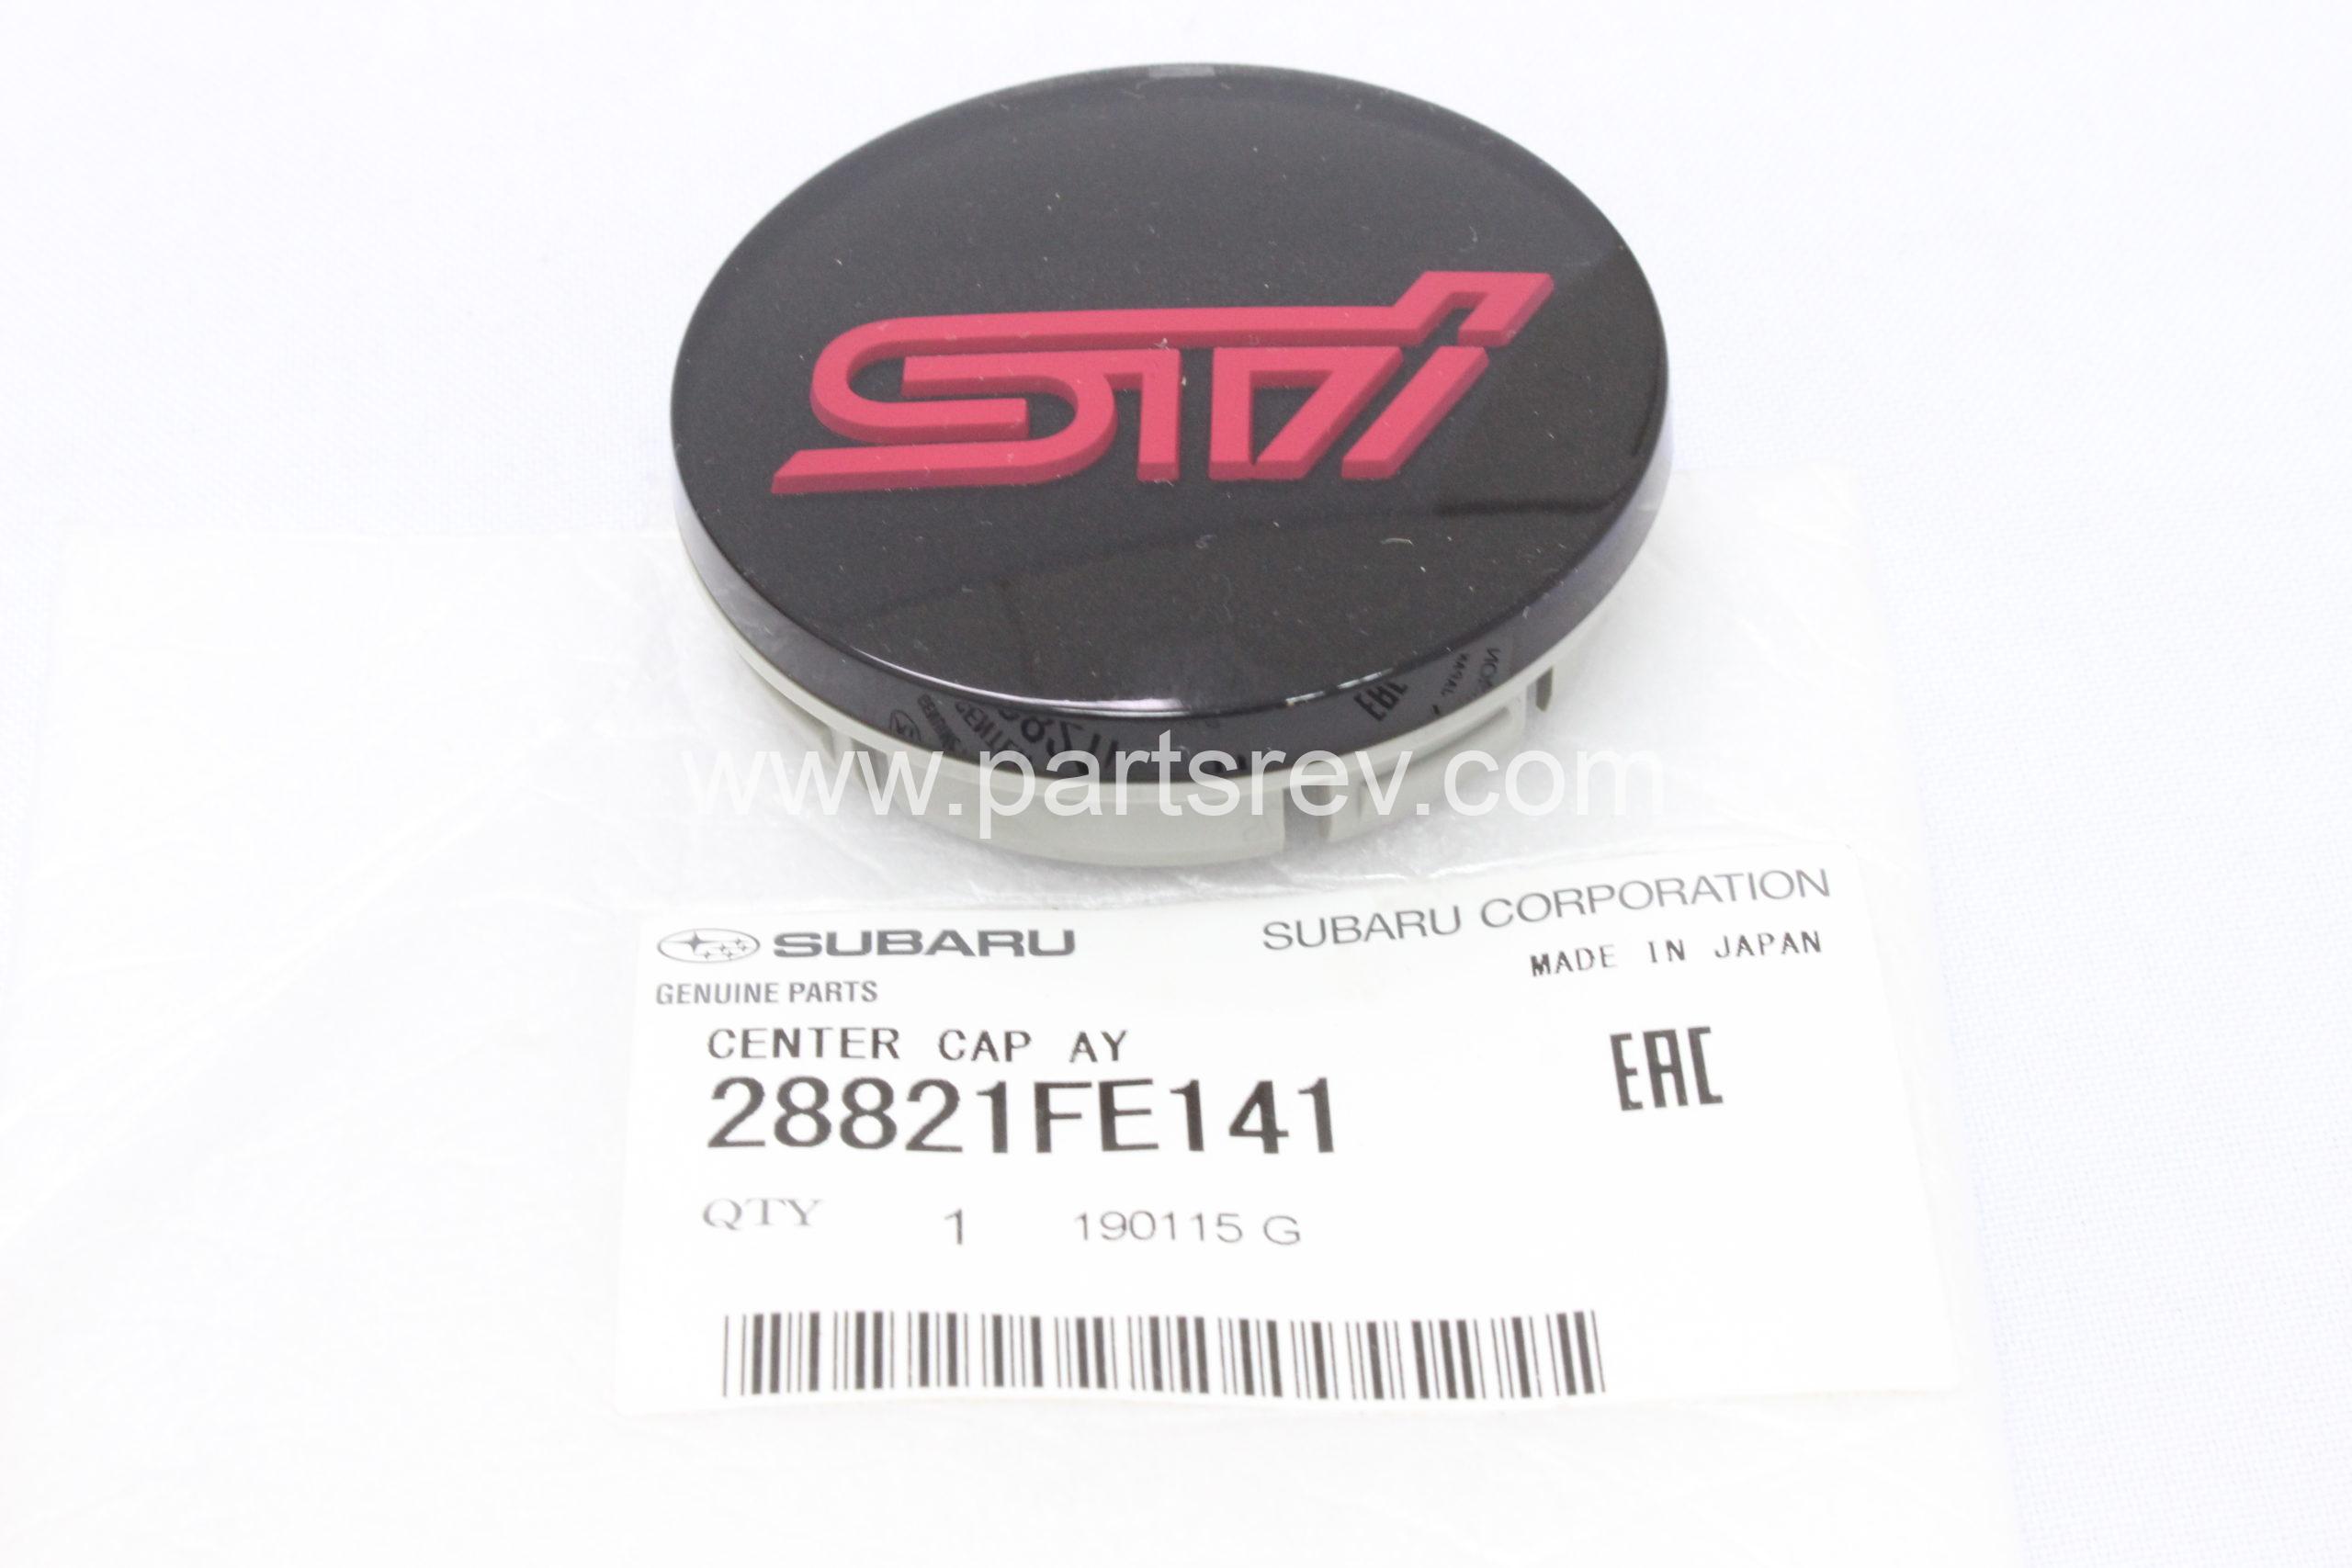 STi
www.partsrev.com
SUBARU
SUBARU CORPORATION
GENUINE PARTS
MADE IN JAPAN
CENTER CAP AY
EAC
28821FE141
QTY 1 190115 G